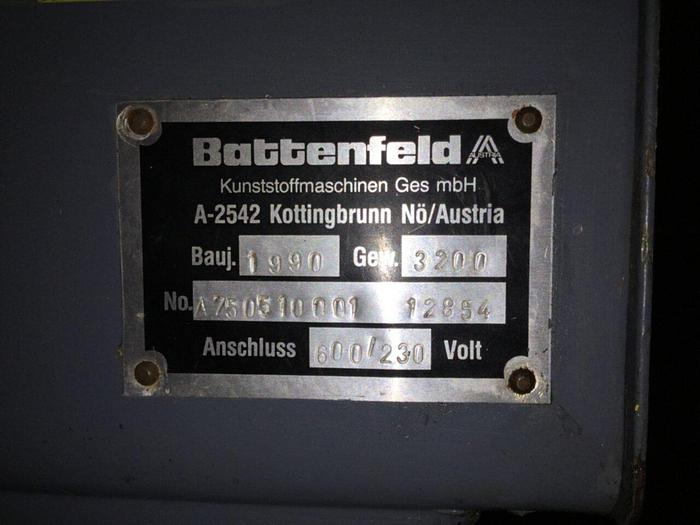 Battenfeld AUSTRIA
Kunststoffmaschinen Ges mbH
A-2542 Kottingbrunn Nö/Austria
Bauj. 1990 Gew. 3200
No. A750510001 12854
Anschluss 600/230 Volt